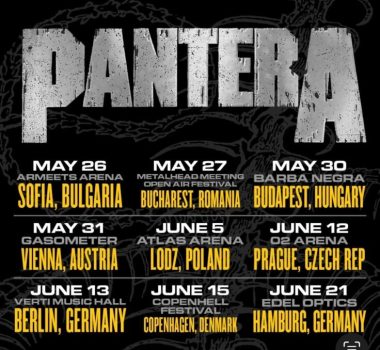 PANTERA
MAY 26
ARMEETS ARENA
SOFIA, BULGARIA
MAY 27
METALHEAD MEETING
OPEN AIR FESTIVAL
BUCHAREST, ROMANIA
MAY 30
BARBA NEGRA
BUDAPEST, HUNGARY
MAY 31
GASOMETER
VIENNA, AUSTRIA
JUNE 5
ATLAS ARENA
LODZ, POLAND
JUNE 12
O2 ARENA
PRAGUE, CZECH REP
JUNE 13
VERTI MUSIC HALL
BERLIN, GERMANY
JUNE 15
COPENHELL
FESTIVAL
COPENHAGEN, DENMARK
JUNE 21
EDEL OPTICS
HAMBURG, GERMANY